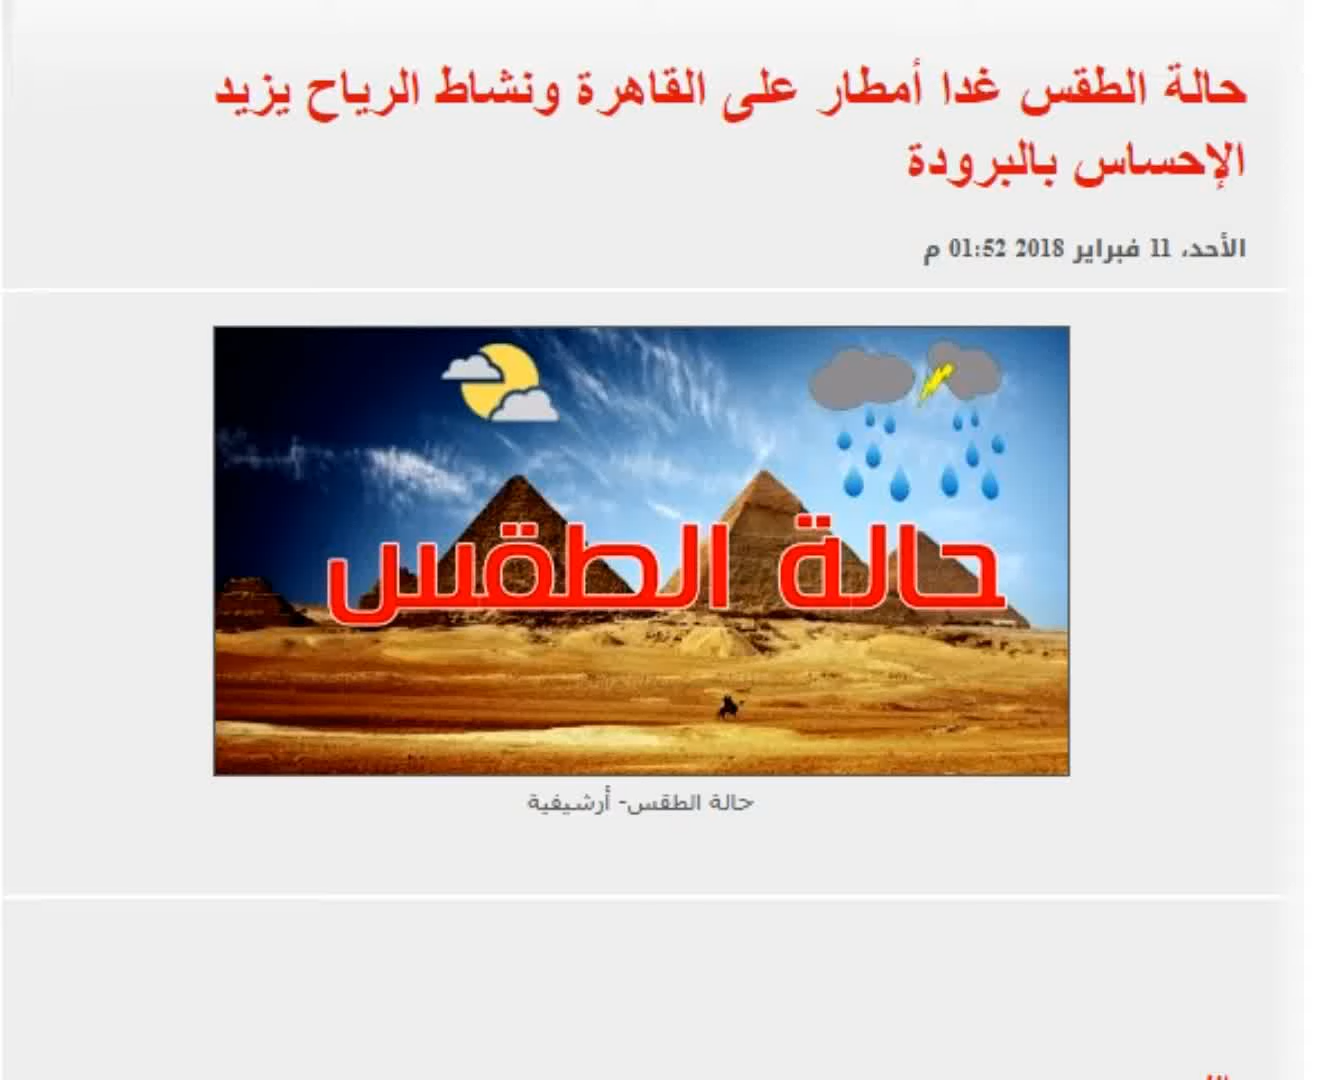 حالة الطقس غدا أمطار على القاهرة ونشاط الرياح يزيد
الإحساس بالبرودة
الأحد، 11 فبراير 2018 01:52 م
حالة الطقس
حالة الطقس- أرشيفية